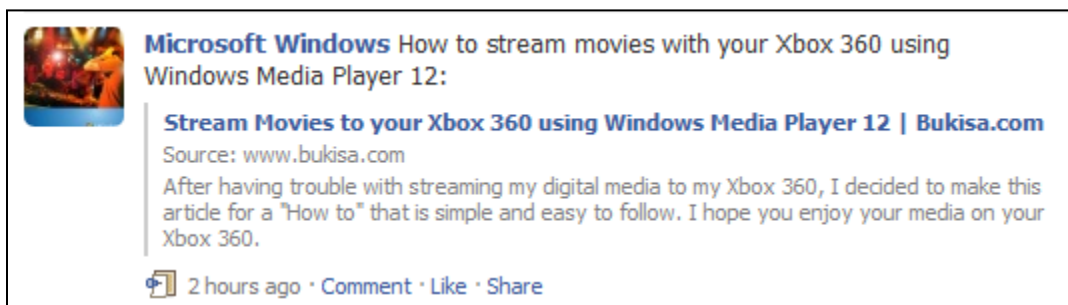 Microsoft Windows How to stream movies with your Xbox 360 using
Windows Media Player 12:
Stream Movies to your Xbox 360 using Windows Media Player 12 | Bukisa.com
Source: www.bukisa.com
After having trouble with streaming my digital media to my Xbox 360, I decided to make this
article for a "How to" that is simple and easy to follow. I hope you enjoy your media on your
Xbox 360.
2 hours ago · Comment · Like · Share